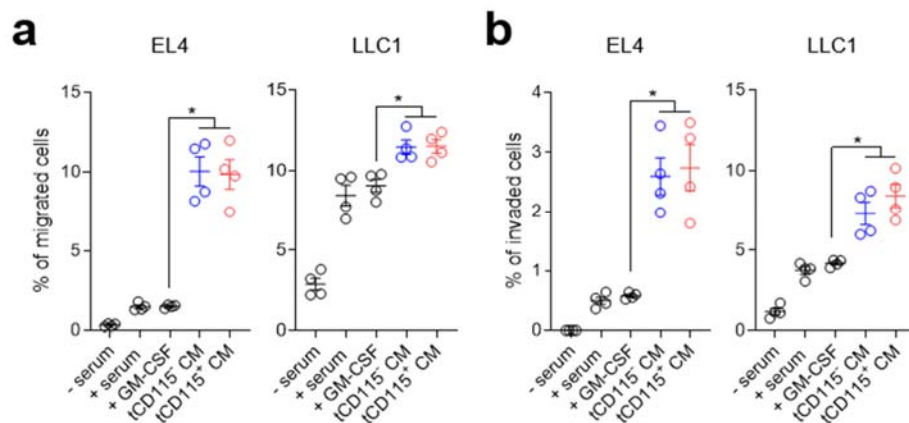 a
b
EL4
LLC1
EL4
LLC1
% of migrated cells
15
10
5
0
*
- serum
+ serum
+ GM-CSF
tCD115⁻ CM
tCD115⁺ CM
15
10
5
0
*
- serum
+ serum
+ GM-CSF
tCD115⁻ CM
tCD115⁺ CM
% of invaded cells
4
3
2
1
0
*
- serum
+ serum
+ GM-CSF
tCD115⁻ CM
tCD115⁺ CM
15
10
5
0
*
- serum
+ serum
+ GM-CSF
tCD115⁻ CM
tCD115⁺ CM